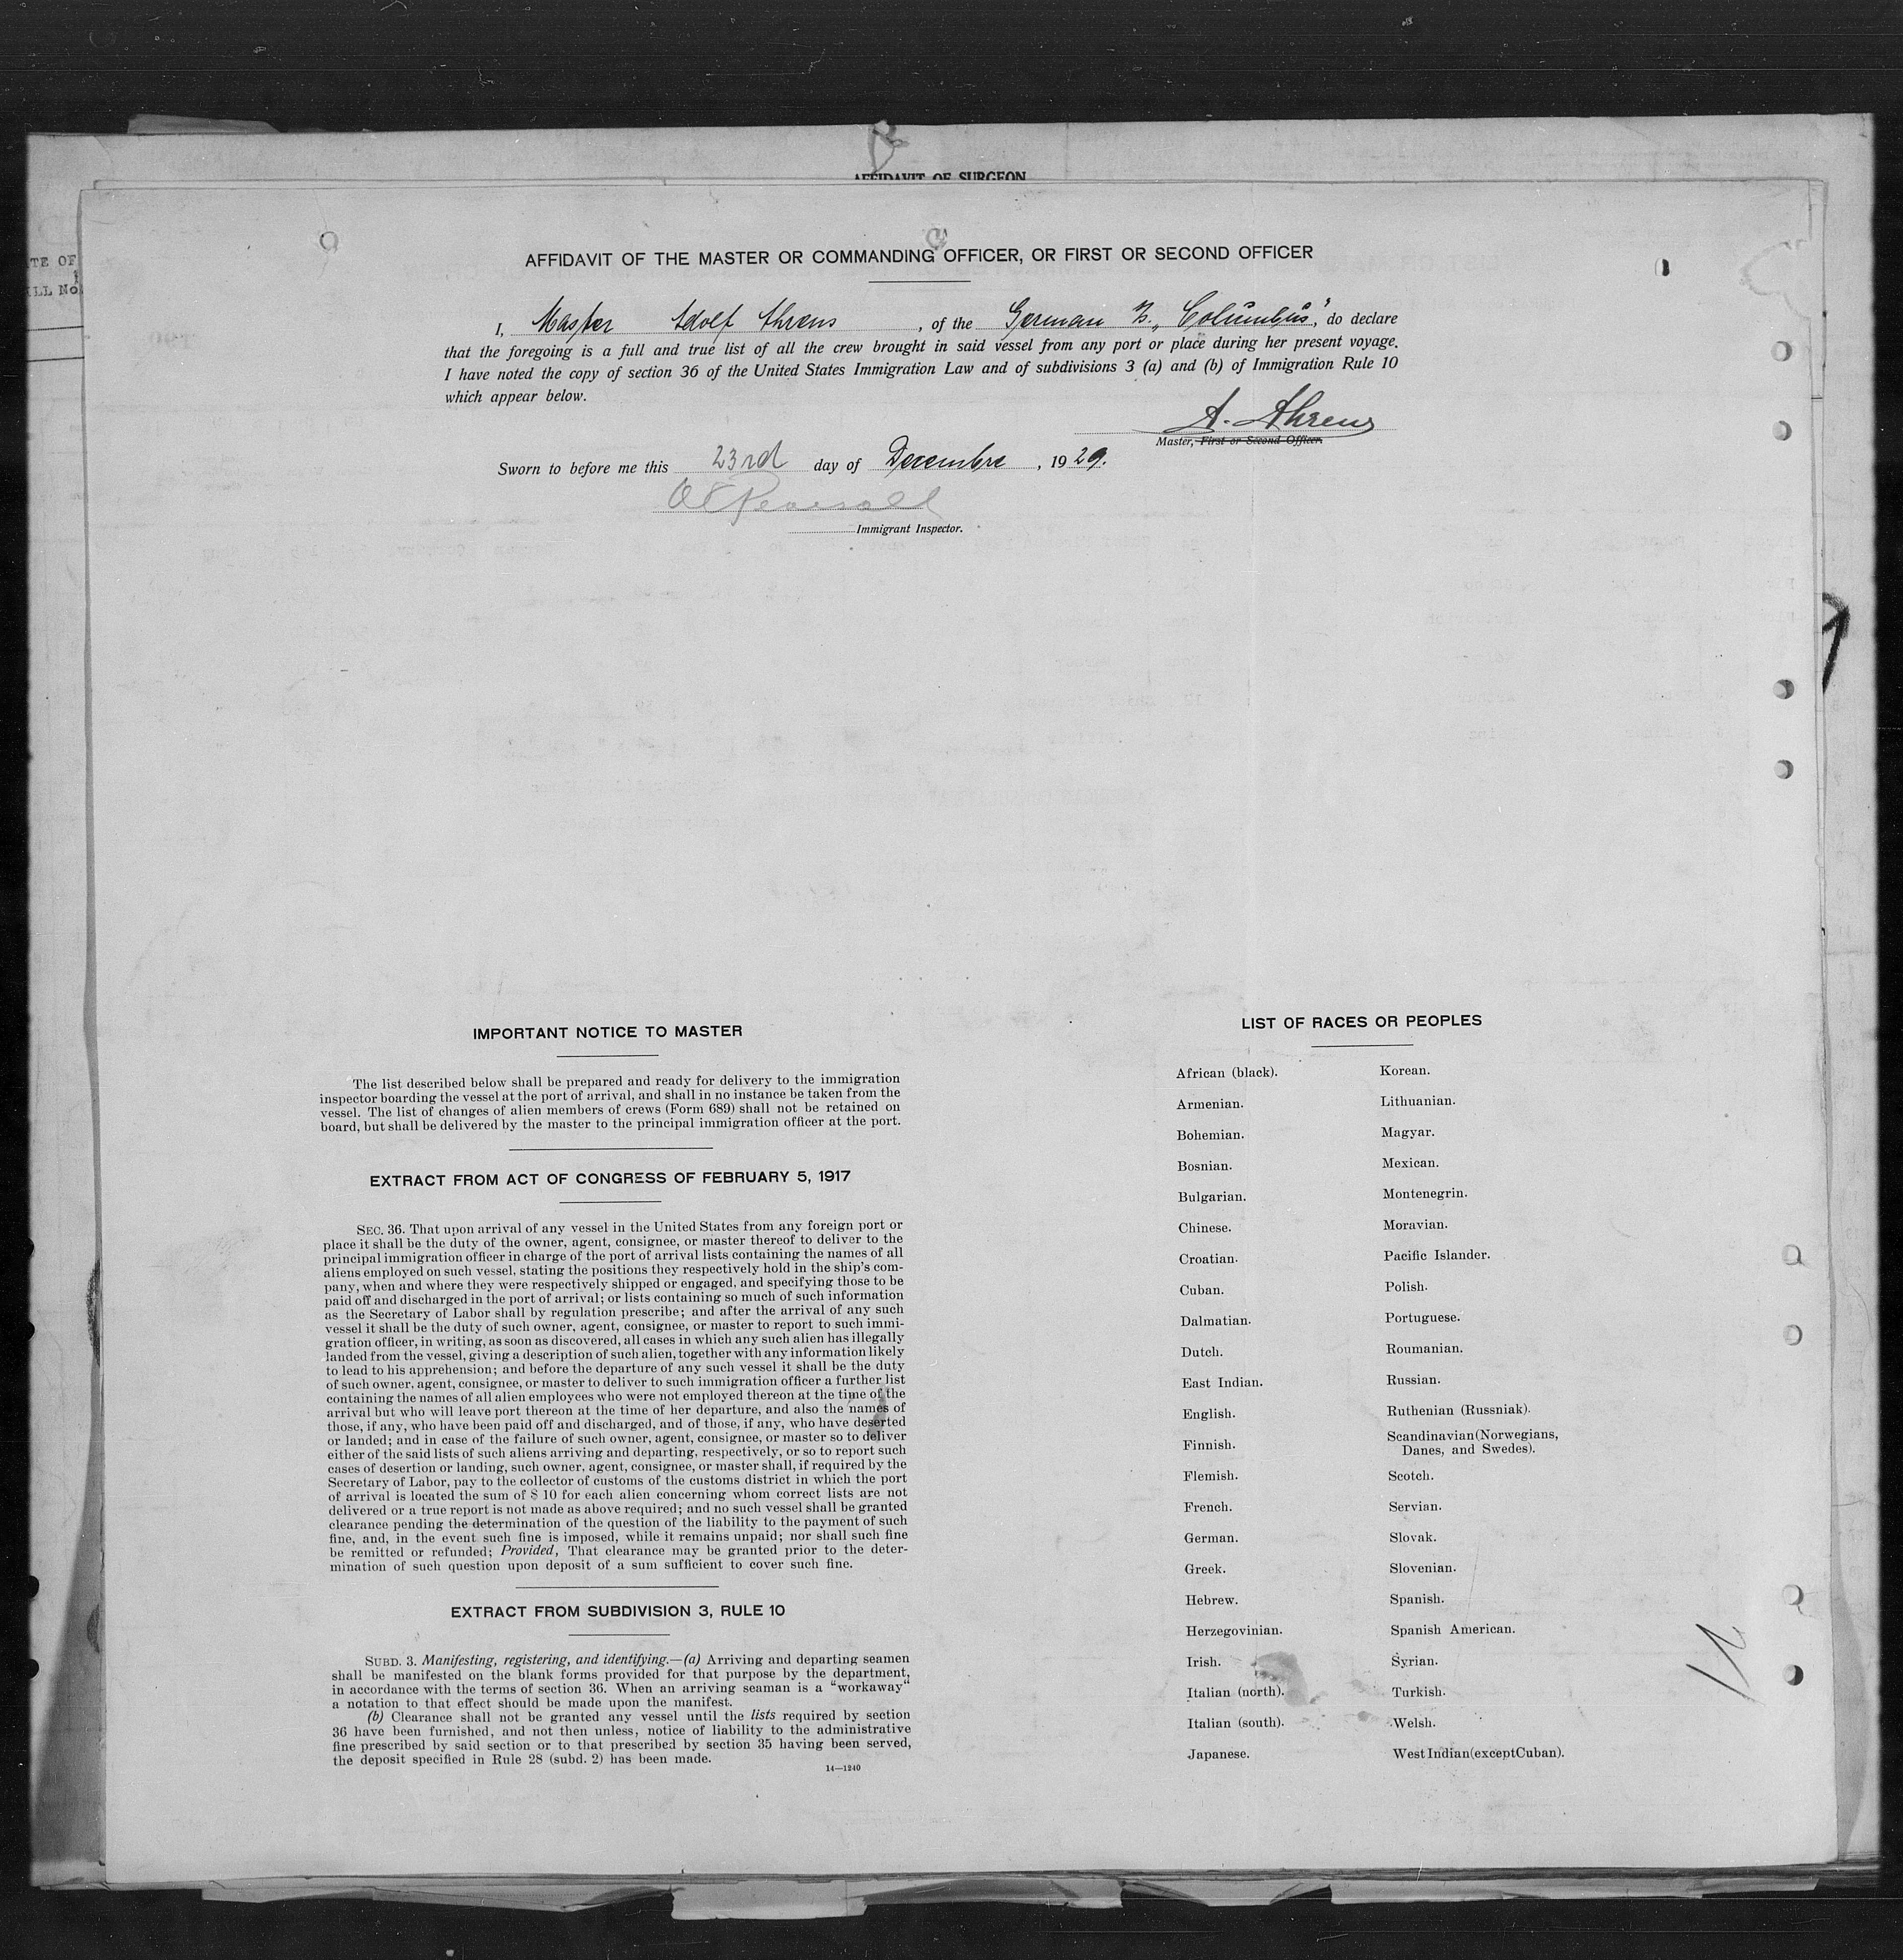 AFFIDAVIT OF SURGEON
TE OF
ILL No
AFFIDAVIT OF THE MASTER OR COMMANDING OFFICER, OR FIRST OR SECOND OFFICER
I, Master Adolf Ahrens, of the German "Columbus", do declare
that the foregoing is a full and true list of all the crew brought in said vessel from any port or place during her present voyage.
I have noted the copy of section 36 of the United States Immigration Law and of subdivisions 3 (a) and (b) of Immigration Rule 10
which appear below.
A. Ahrens
Master, First or Second Officer.
Sworn to before me this 23rd day of Decembre, 1929.
Immigrant Inspector.
IMPORTANT NOTICE TO MASTER
The list described below shall be prepared and ready for delivery to the immigration
inspector boarding the vessel at the port of arrival, and shall in no instance be taken from the
vessel. The list of changes of alien members of crews (Form 689) shall not be retained on
board, but shall be delivered by the master to the principal immigration officer at the port.
EXTRACT FROM ACT OF CONGRESS OF FEBRUARY 5, 1917
SEC. 36. That upon arrival of any vessel in the United States from any foreign port or
place it shall be the duty of the owner, agent, consignee, or master thereof to deliver to the
principal immigration officer in charge of the port of arrival lists containing the names of all
aliens employed on such vessel, stating the positions they respectively hold in the ship's com-
pany, when and where they were respectively shipped or engaged, and specifying those to be
paid off and discharged in the port of arrival; or lists containing so much of such information
as the Secretary of Labor shall by regulation prescribe; and after the arrival of any such
vessel it shall be the duty of such owner, agent, consignee, or master to report to such immi-
gration officer, in writing, as soon as discovered, all cases in which any such alien has illegally
landed from the vessel, giving a description of such alien, together with any information likely
to lead to his apprehension; and before the departure of any such vessel it shall be the duty
of such owner, agent, consignee, or master to deliver to such immigration officer a further list
containing the names of all alien employees who were not employed thereon at the time of the
arrival but who will leave port thereon at the time of her departure, and also the names of
those, if any, who have been paid off and discharged, and of those, if any, who have deserted
or landed; and in case of the failure of such owner, agent, consignee, or master so to deliver
either of the said lists of such aliens arriving and departing, respectively, or so to report such
cases of desertion or landing, such owner, agent, consignee, or master shall, if required by the
Secretary of Labor, pay to the collector of customs of the customs district in which the port
of arrival is located the sum of $ 10 for each alien concerning whom correct lists are not
delivered or a true report is not made as above required; and no such vessel shall be granted
clearance pending the determination of the question of the liability to the payment of such
fine, and, in the event such fine is imposed, while it remains unpaid; nor shall such fine
be remitted or refunded; Provided, That clearance may be granted prior to the deter-
mination of such question upon deposit of a sum sufficient to cover such fine.
EXTRACT FROM SUBDIVISION 3, RULE 10
SUBD. 3. Manifesting, registering, and identifying.—(a) Arriving and departing seamen
shall be manifested on the blank forms provided for that purpose by the department,
in accordance with the terms of section 36. When an arriving seaman is a "workaway"
a notation to that effect should be made upon the manifest.
(b) Clearance shall not be granted any vessel until the lists required by section
36 have been furnished, and not then unless, notice of liability to the administrative
fine prescribed by said section or to that prescribed by section 35 having been served,
the deposit specified in Rule 28 (subd. 2) has been made.
14—1240
LIST OF RACES OR PEOPLES
African (black).
Armenian.
Bohemian.
Bosnian.
Bulgarian.
Chinese.
Croatian.
Cuban.
Dalmatian.
Dutch.
East Indian.
English.
Finnish.
Flemish.
French.
German.
Greek.
Hebrew.
Herzegovinian.
Irish.
Italian (north).
Italian (south).
Japanese.
Korean.
Lithuanian.
Magyar.
Mexican.
Montenegrin.
Moravian.
Pacific Islander.
Polish.
Portuguese.
Roumanian.
Russian.
Ruthenian (Russniak).
Scandinavian(Norwegians,
Danes, and Swedes).
Scotch.
Servian.
Slovak.
Slovenian.
Spanish.
Spanish American.
Syrian.
Turkish.
Welsh.
West Indian(exceptCuban).